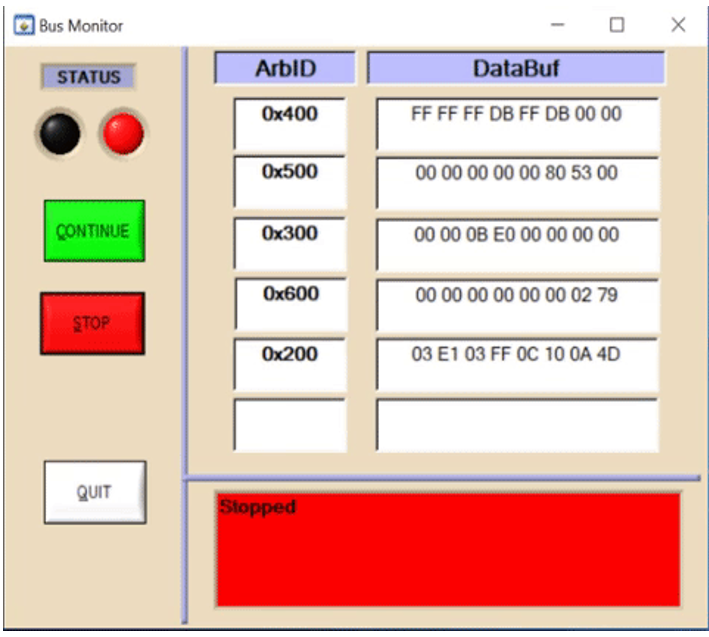 Bus Monitor
STATUS
ArbID DataBuf
0x400 FF FF FF DB FF DB 00 00
0x500 00 00 00 00 00 80 53 00
CONTINUE
0x300 00 00 0B E0 00 00 00 00
0x600 00 00 00 00 00 00 02 79
STOP
0x200 03 E1 03 FF 0C 10 0A 4D
QUIT
Stopped